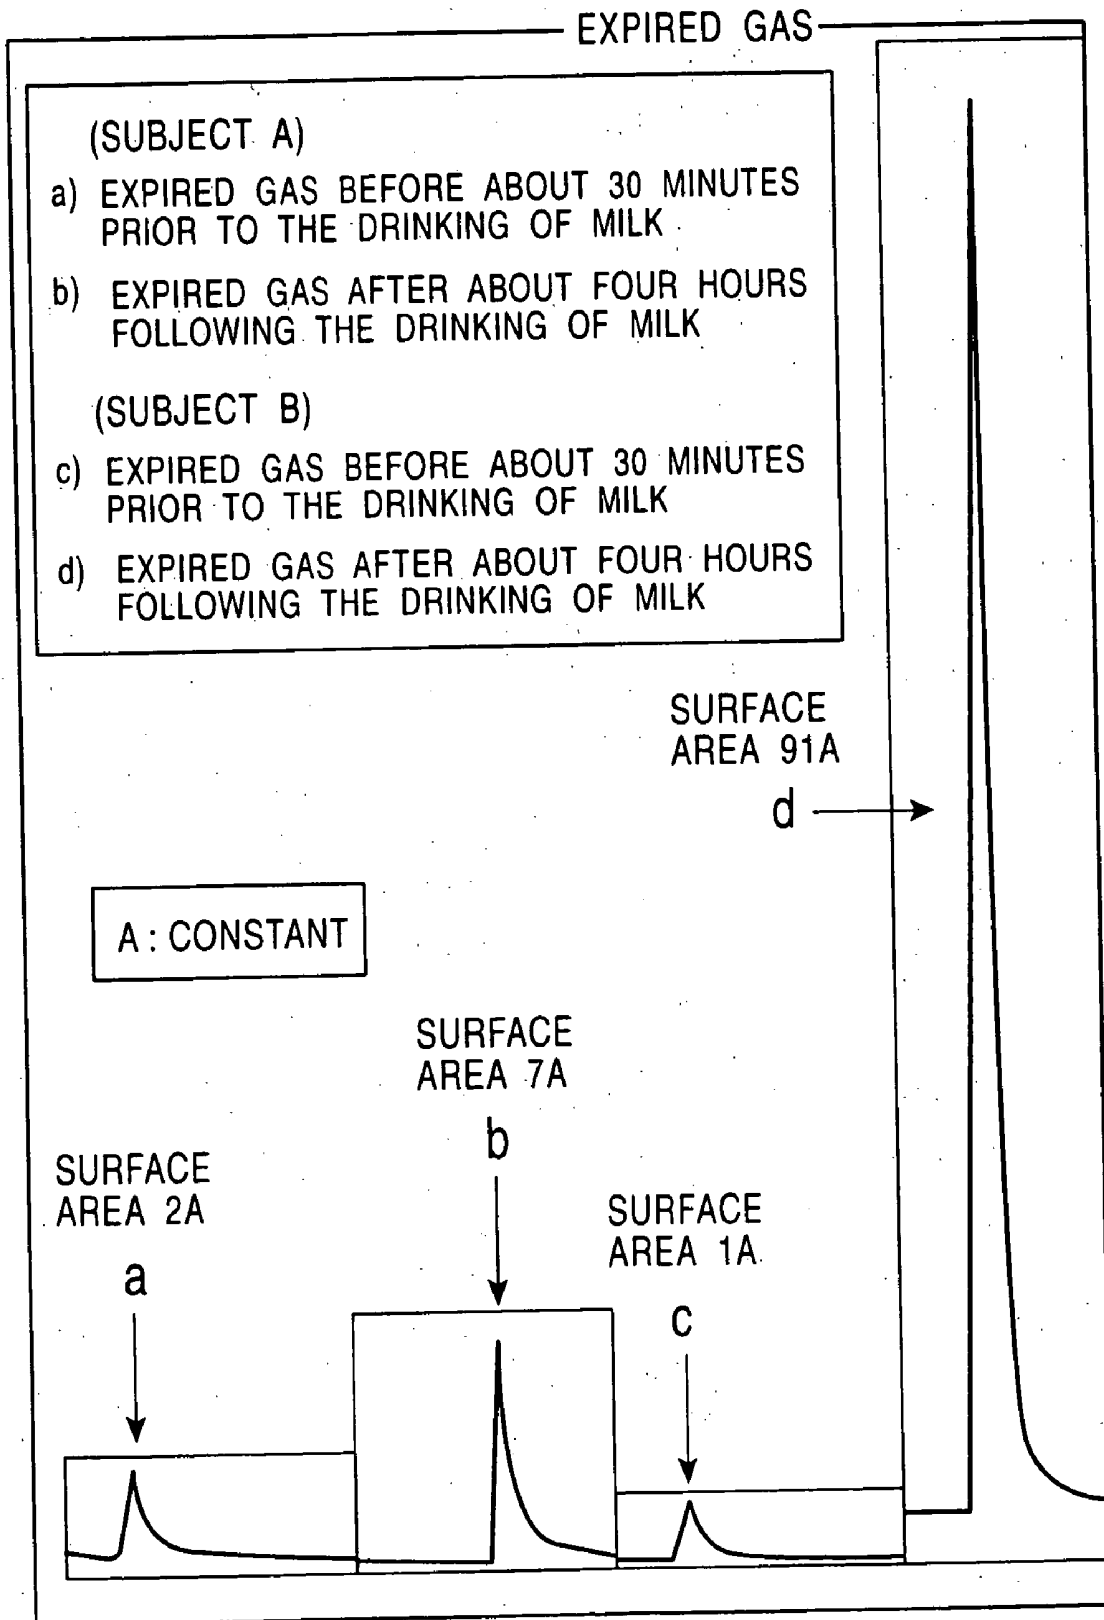 EXPIRED GAS
(SUBJECT A)
a) EXPIRED GAS BEFORE ABOUT 30 MINUTES
PRIOR TO THE DRINKING OF MILK
b) EXPIRED GAS AFTER ABOUT FOUR HOURS
FOLLOWING THE DRINKING OF MILK
(SUBJECT B)
c) EXPIRED GAS BEFORE ABOUT 30 MINUTES
PRIOR TO THE DRINKING OF MILK
d) EXPIRED GAS AFTER ABOUT FOUR HOURS
FOLLOWING THE DRINKING OF MILK
SURFACE
AREA 91A
d
A : CONSTANT
SURFACE
AREA 7A
b
SURFACE
AREA 2A
a
SURFACE
AREA 1A
c